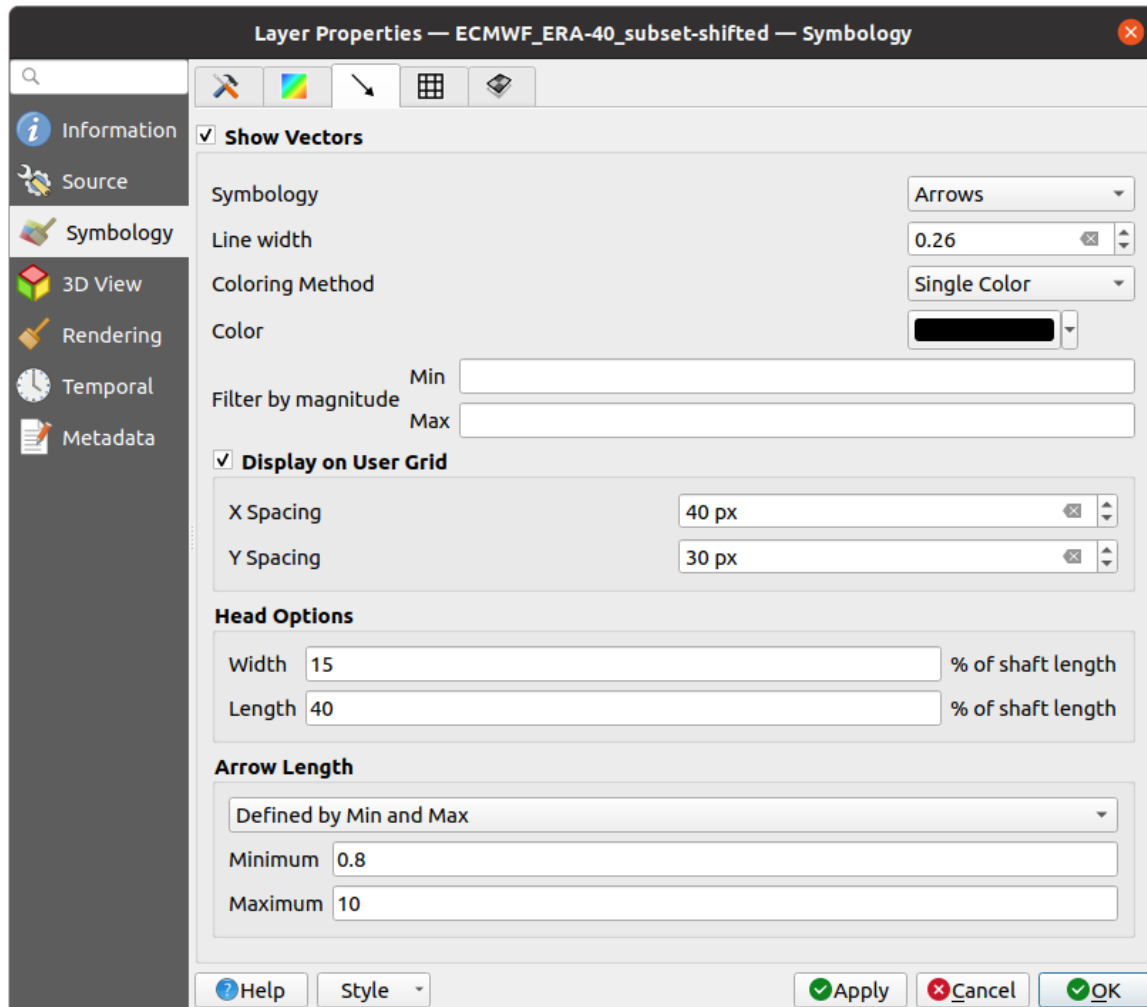 Layer Properties — ECMWF_ERA-40_subset-shifted — Symbology
Information
Source
Symbology
3D View
Rendering
Temporal
Metadata
Show Vectors
Symbology Arrows
Line width 0.26
Coloring Method Single Color
Color
Filter by magnitude
Min
Max
Display on User Grid
X Spacing 40 px
Y Spacing 30 px
Head Options
Width 15 % of shaft length
Length 40 % of shaft length
Arrow Length
Defined by Min and Max
Minimum 0.8
Maximum 10
Help Style Apply Cancel OK